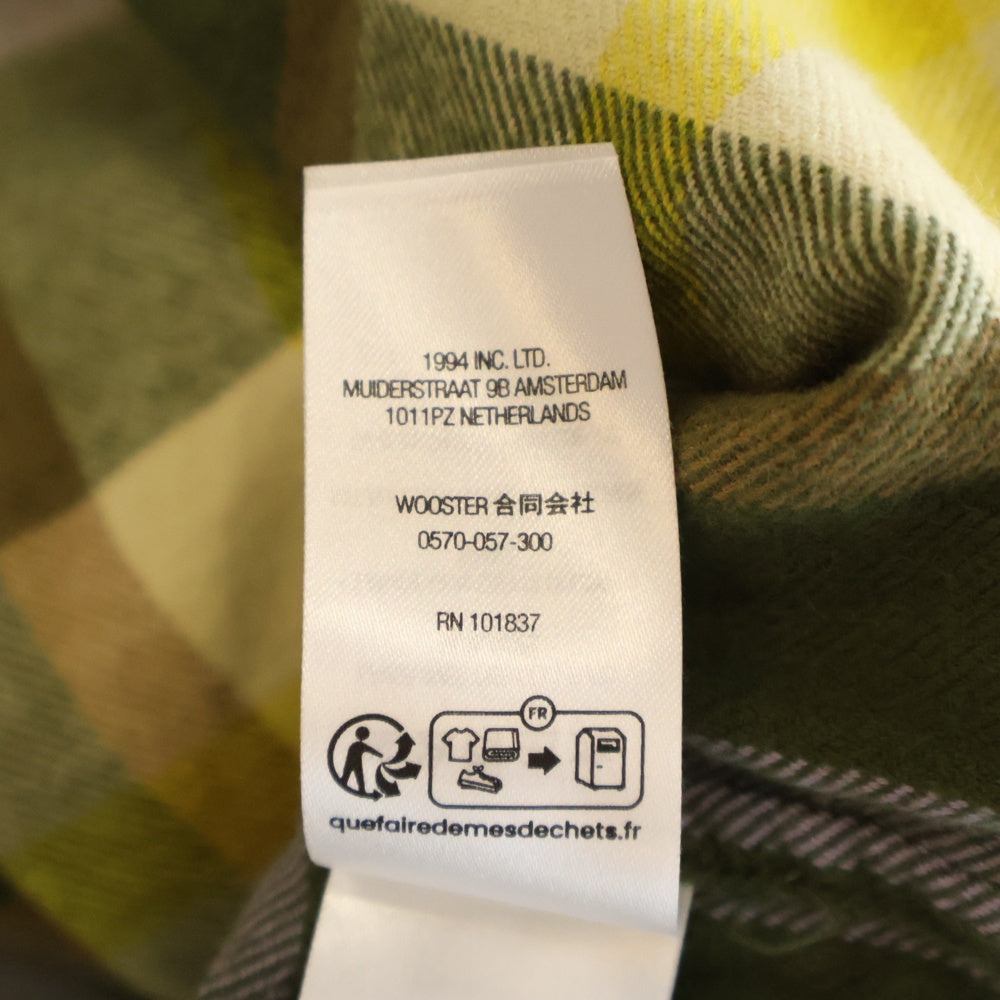 1994 INC. LTD.
MUIDERSTRAAT 9B AMSTERDAM
1011PZ NETHERLANDS
WOOSTER 合同会社
0570-057-300
RN 101837
FR
quefairedemesdechets.fr